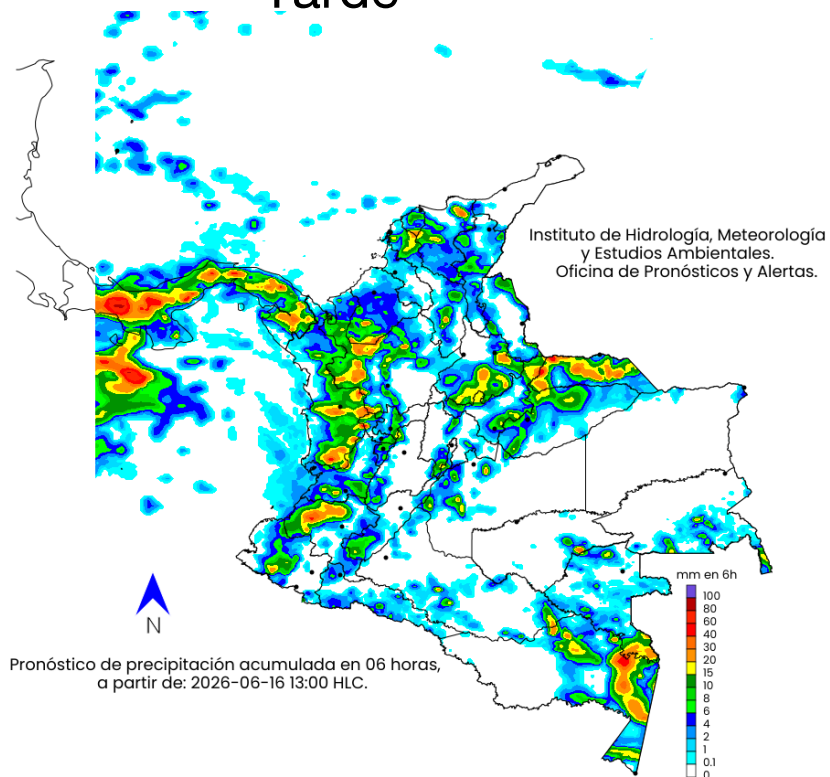 Tarde
Instituto de Hidrología, Meteorología
y Estudios Ambientales.
Oficina de Pronósticos y Alertas.
N
Pronóstico de precipitación acumulada en 06 horas,
a partir de: 2026-06-16 13:00 HLC.
mm en 6h
100
80
60
40
30
20
15
10
8
6
4
2
1
0.1
0